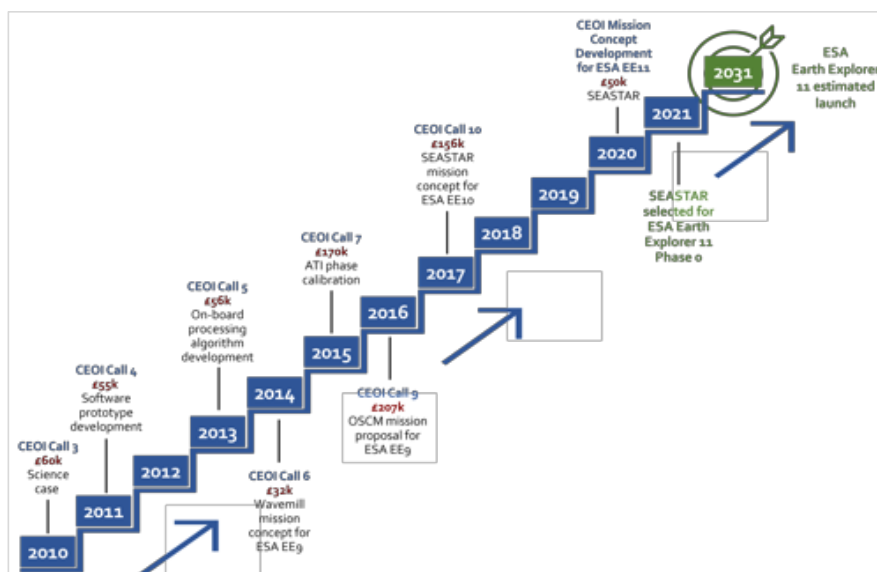 CEOI Call 3
£60k
Science
case
2010
CEOI Call 4
£55k
Software
prototype
development
2011
2012
CEOI Call 5
£56k
On-board
processing
algorithm
development
2013
2014
CEOI Call 6
£32k
Wavemill
mission
concept for
ESA EE9
CEOI Call 7
£170k
ATI phase
calibration
2015
2016
CEOI Call 9
£207k
OSCM mission
proposal for
ESA EE9
CEOI Call 10
£156k
SEASTAR
mission
concept for
ESA EE10
2017
2018
2019
CEOI Mission
Concept
Development
for ESA EE11
£50k
SEASTAR
2020
2021
SEASTAR
selected for
ESA Earth
Explorer 11
Phase 0
2031
ESA
Earth Explorer
11 estimated
launch